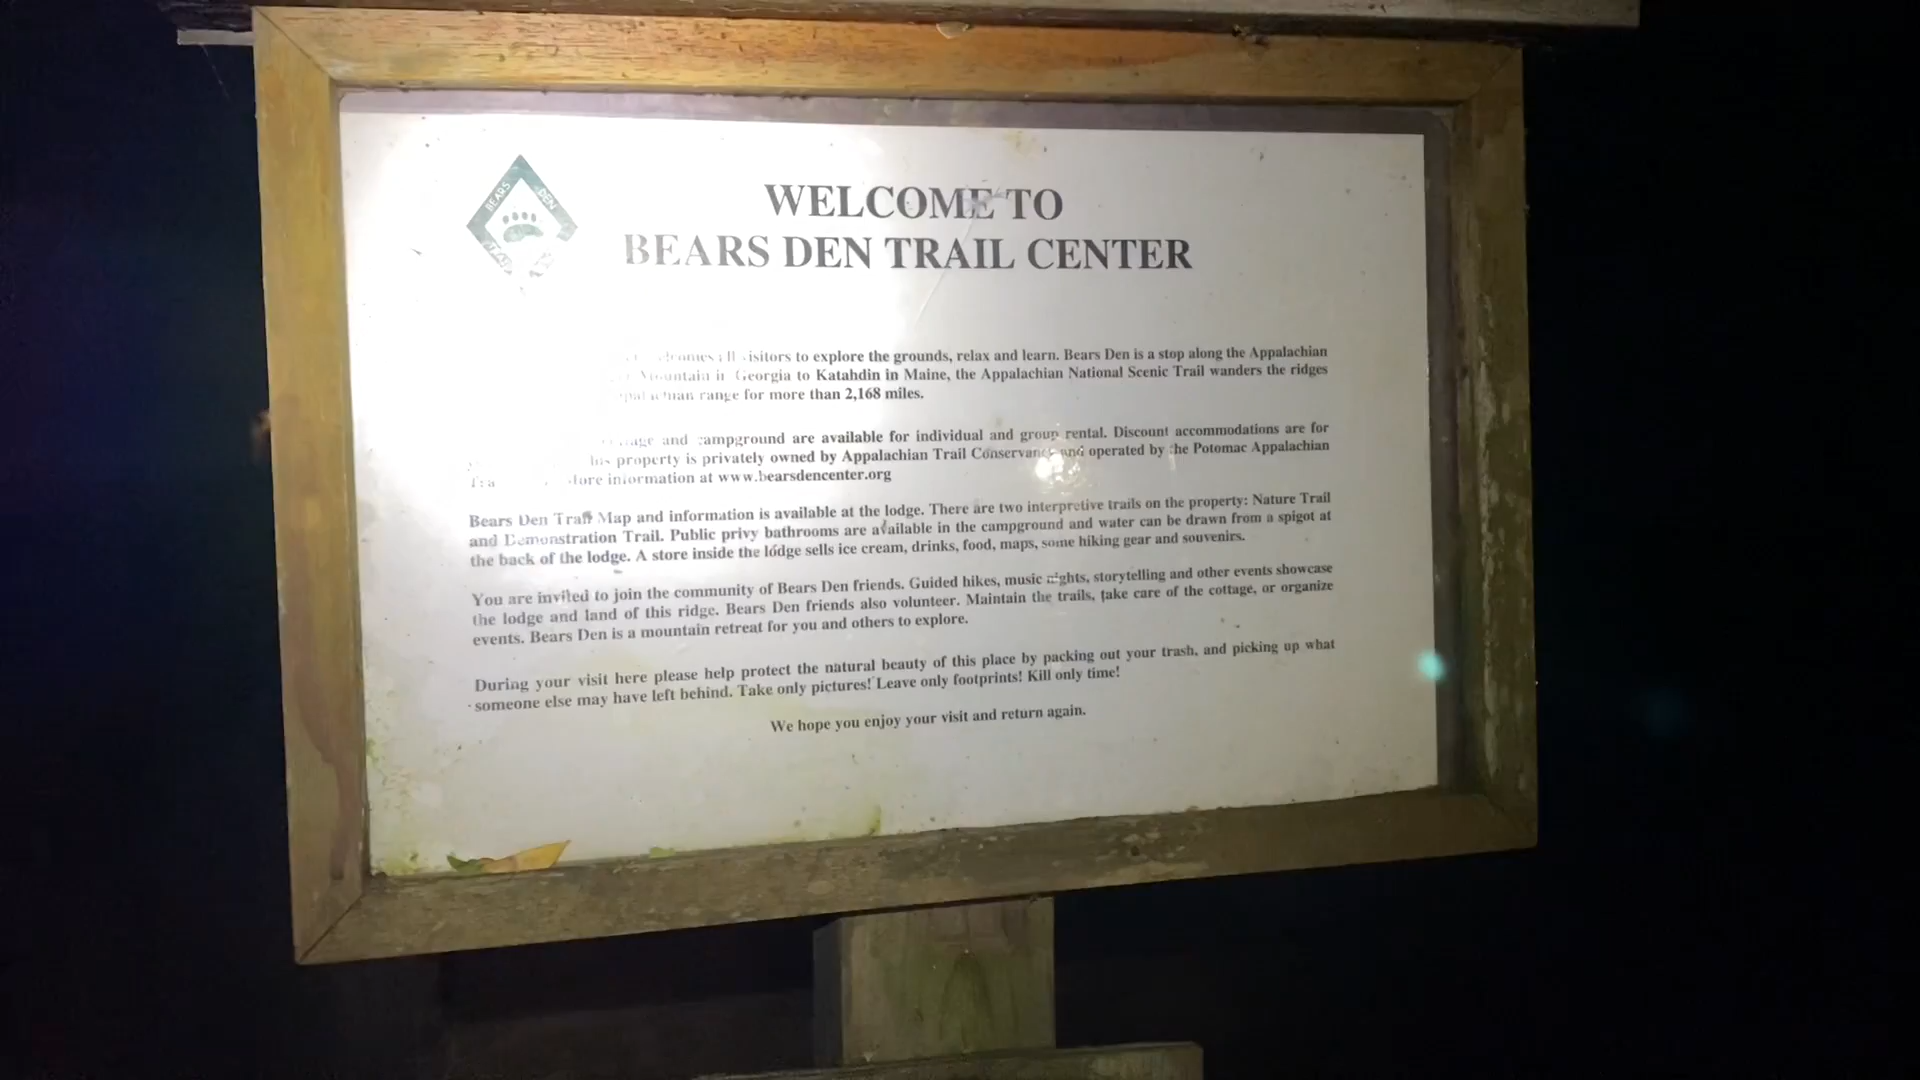 BEARS DEN
WELCOME TO
BEARS DEN TRAIL CENTER
visitors to explore the grounds, relax and learn. Bears Den is a stop along the Appalachian
Mountain in Georgia to Katahdin in Maine, the Appalachian National Scenic Trail wanders the ridges
range for more than 2,168 miles.
and campground are available for individual and group rental. Discount accommodations are for
property is privately owned by Appalachian Trail Conservancy and operated by the Potomac Appalachian
information at www.bearsdencenter.org
Bears Den Trail Map and information is available at the lodge. There are two interpretive trails on the property: Nature Trail
and Demonstration Trail. Public privy bathrooms are available in the campground and water can be drawn from a spigot at
the back of the lodge. A store inside the lodge sells ice cream, drinks, food, maps, some hiking gear and souvenirs.
You are invited to join the community of Bears Den friends. Guided hikes, music nights, storytelling and other events showcase
the lodge and land of this ridge. Bears Den friends also volunteer. Maintain the trails, take care of the cottage, or organize
events. Bears Den is a mountain retreat for you and others to explore.
During your visit here please help protect the natural beauty of this place by packing out your trash, and picking up what
someone else may have left behind. Take only pictures! Leave only footprints! Kill only time!
We hope you enjoy your visit and return again.